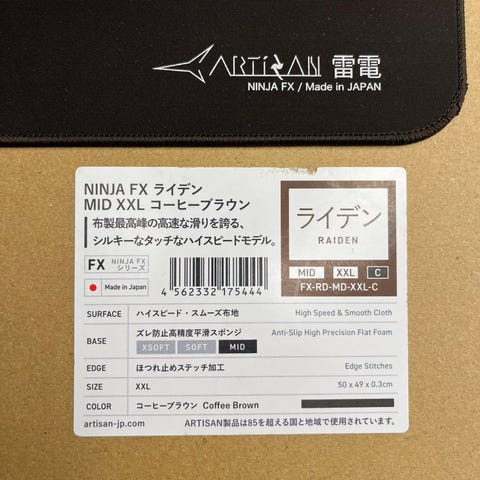 ARTISAN 雷電
NINJA FX / Made in JAPAN
NINJA FX ライデン
MID XXL コーヒーブラウン
布製最高峰の高速な滑りを誇る、
シルキーなタッチなハイスピードモデル。
ライデン
RAIDEN
MID XXL C
FX-RD-MD-XXL-C
FX NINJA FX シリーズ
Made in Japan
4 562332 175444
SURFACE ハイスピード・スムーズ布地 High Speed & Smooth Cloth
BASE ズレ防止高精度平滑スポンジ Anti-Slip High Precision Flat Foam
XSOFT SOFT MID
EDGE ほつれ止めステッチ加工 Edge Stitches
SIZE XXL 50 x 49 x 0.3cm
COLOR コーヒーブラウン Coffee Brown
artisan-jp.com ARTISAN製品は85を超える国と地域で使用されています。